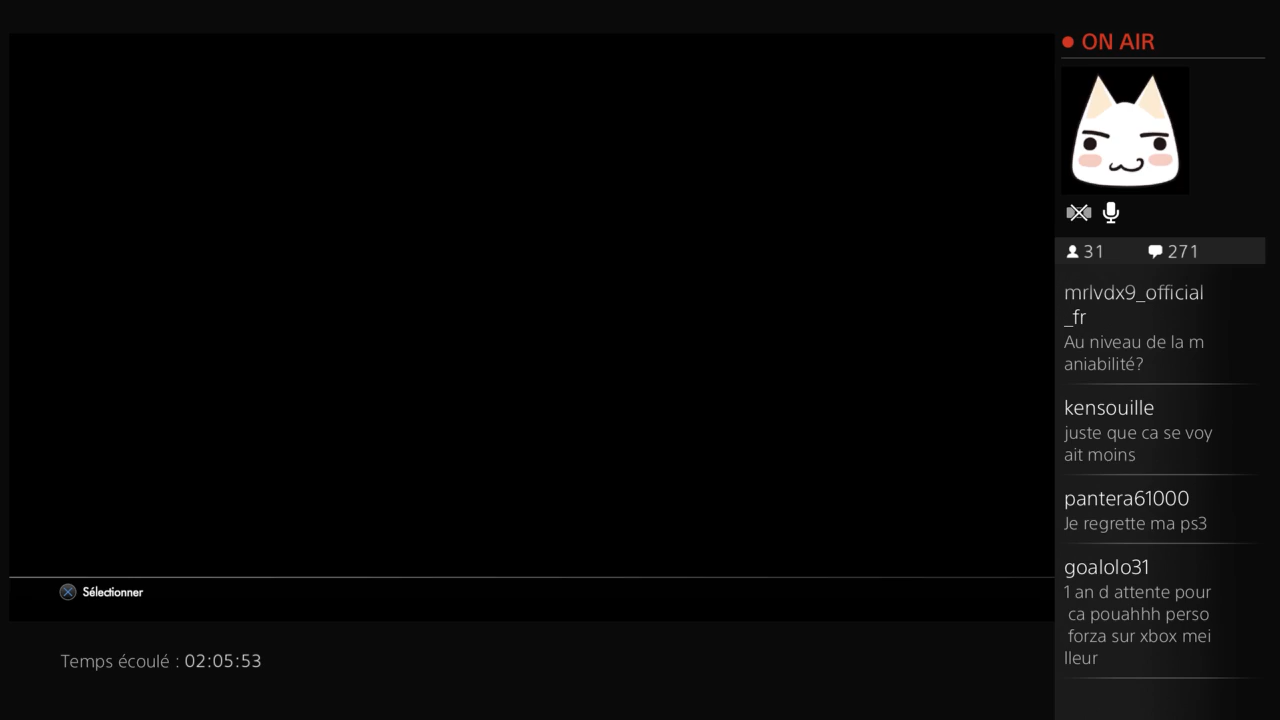 ON AIR
31 271
mrlvdx9_official
_fr
Au niveau de la m
aniabilité?
kensouille
juste que ca se voy
ait moins
pantera61000
Je regrette ma ps3
goalolo31
1 an d attente pour
ca pouahhh perso
forza sur xbox mei
lleur
Sélectionner
Temps écoulé : 02:05:53